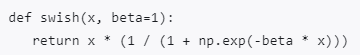 def swish(x, beta=1):
    return x * (1 / (1 + np.exp(-beta * x)))